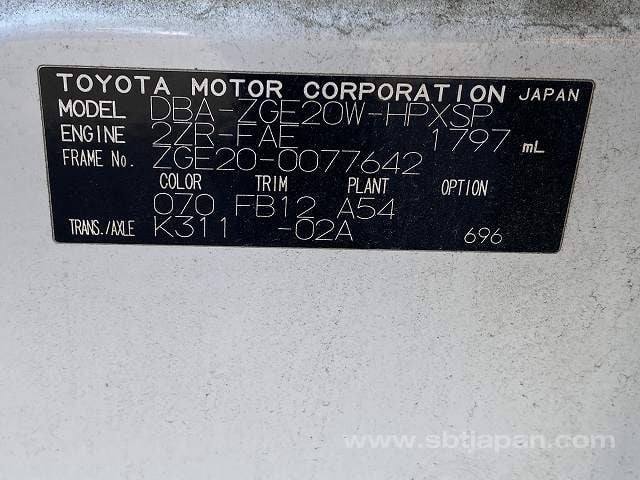 TOYOTA MOTOR CORPORATION JAPAN
MODEL DBA-ZGE20W-HPXSP
ENGINE 2ZR-FAE 1797 mL
FRAME No. ZGE20-0077642
COLOR TRIM PLANT OPTION
070 FB12 A54
TRANS./AXLE K311 -02A 696
www.sbtjapan.com